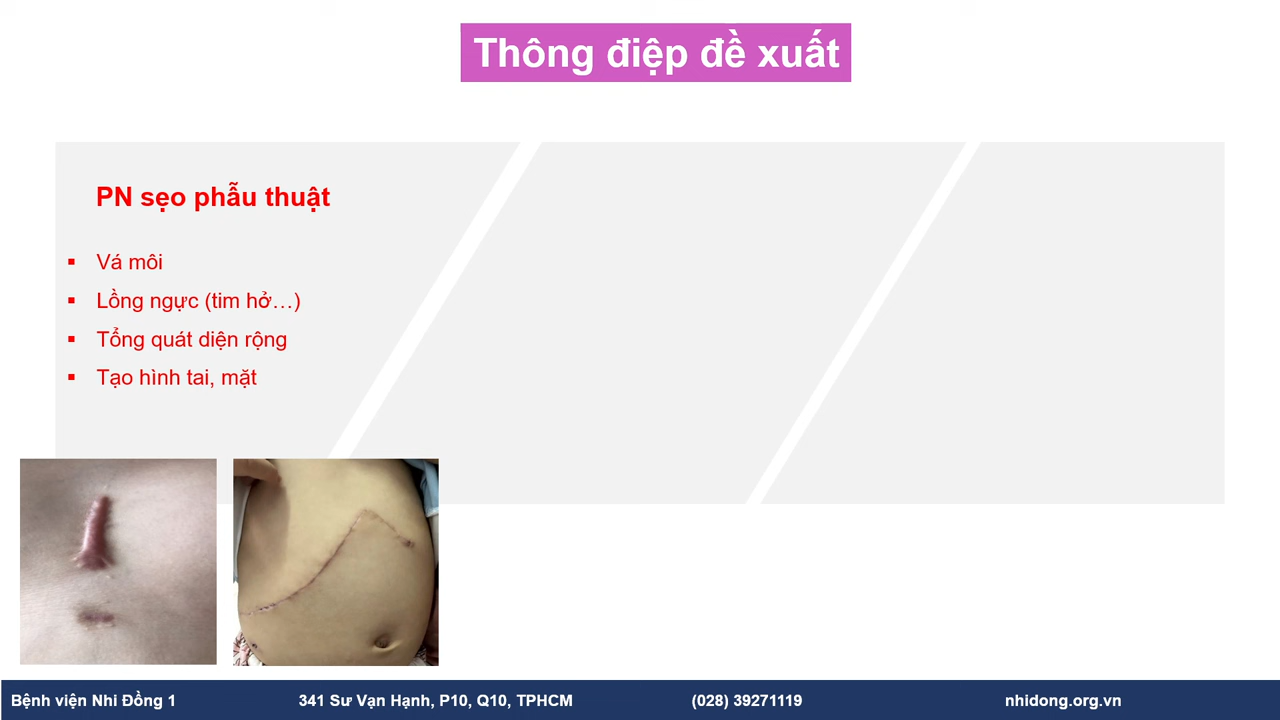 Thông điệp đề xuất
PN sẹo phẫu thuật
▪ Vá môi
▪ Lồng ngực (tim hở…)
▪ Tổng quát diện rộng
▪ Tạo hình tai, mặt
Bệnh viện Nhi Đồng 1 341 Sư Vạn Hạnh, P10, Q10, TPHCM (028) 39271119 nhidong.org.vn